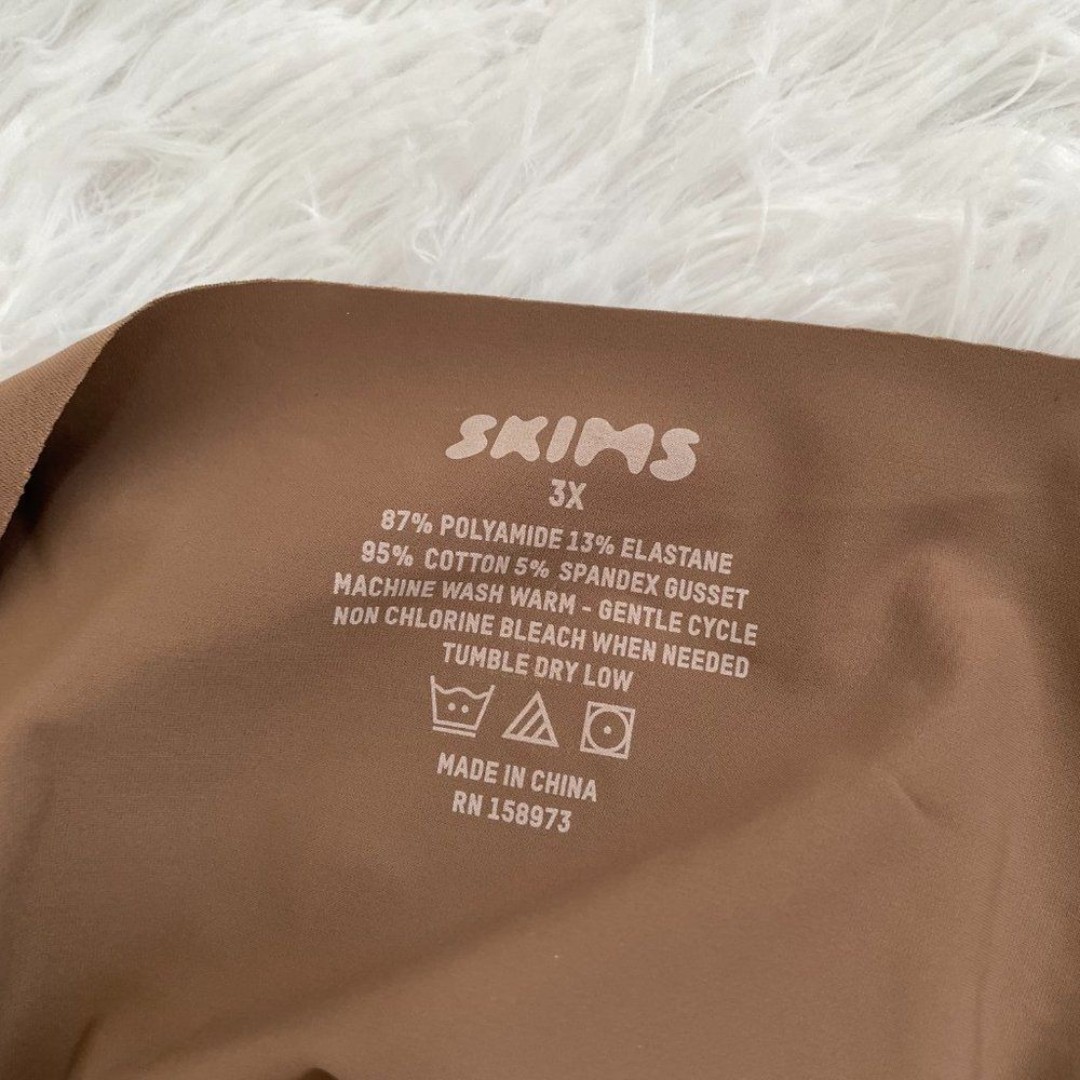 SKIMS
3X
87% POLYAMIDE 13% ELASTANE
95% COTTON 5% SPANDEX GUSSET
MACHINE WASH WARM - GENTLE CYCLE
NON CHLORINE BLEACH WHEN NEEDED
TUMBLE DRY LOW
MADE IN CHINA
RN 158973